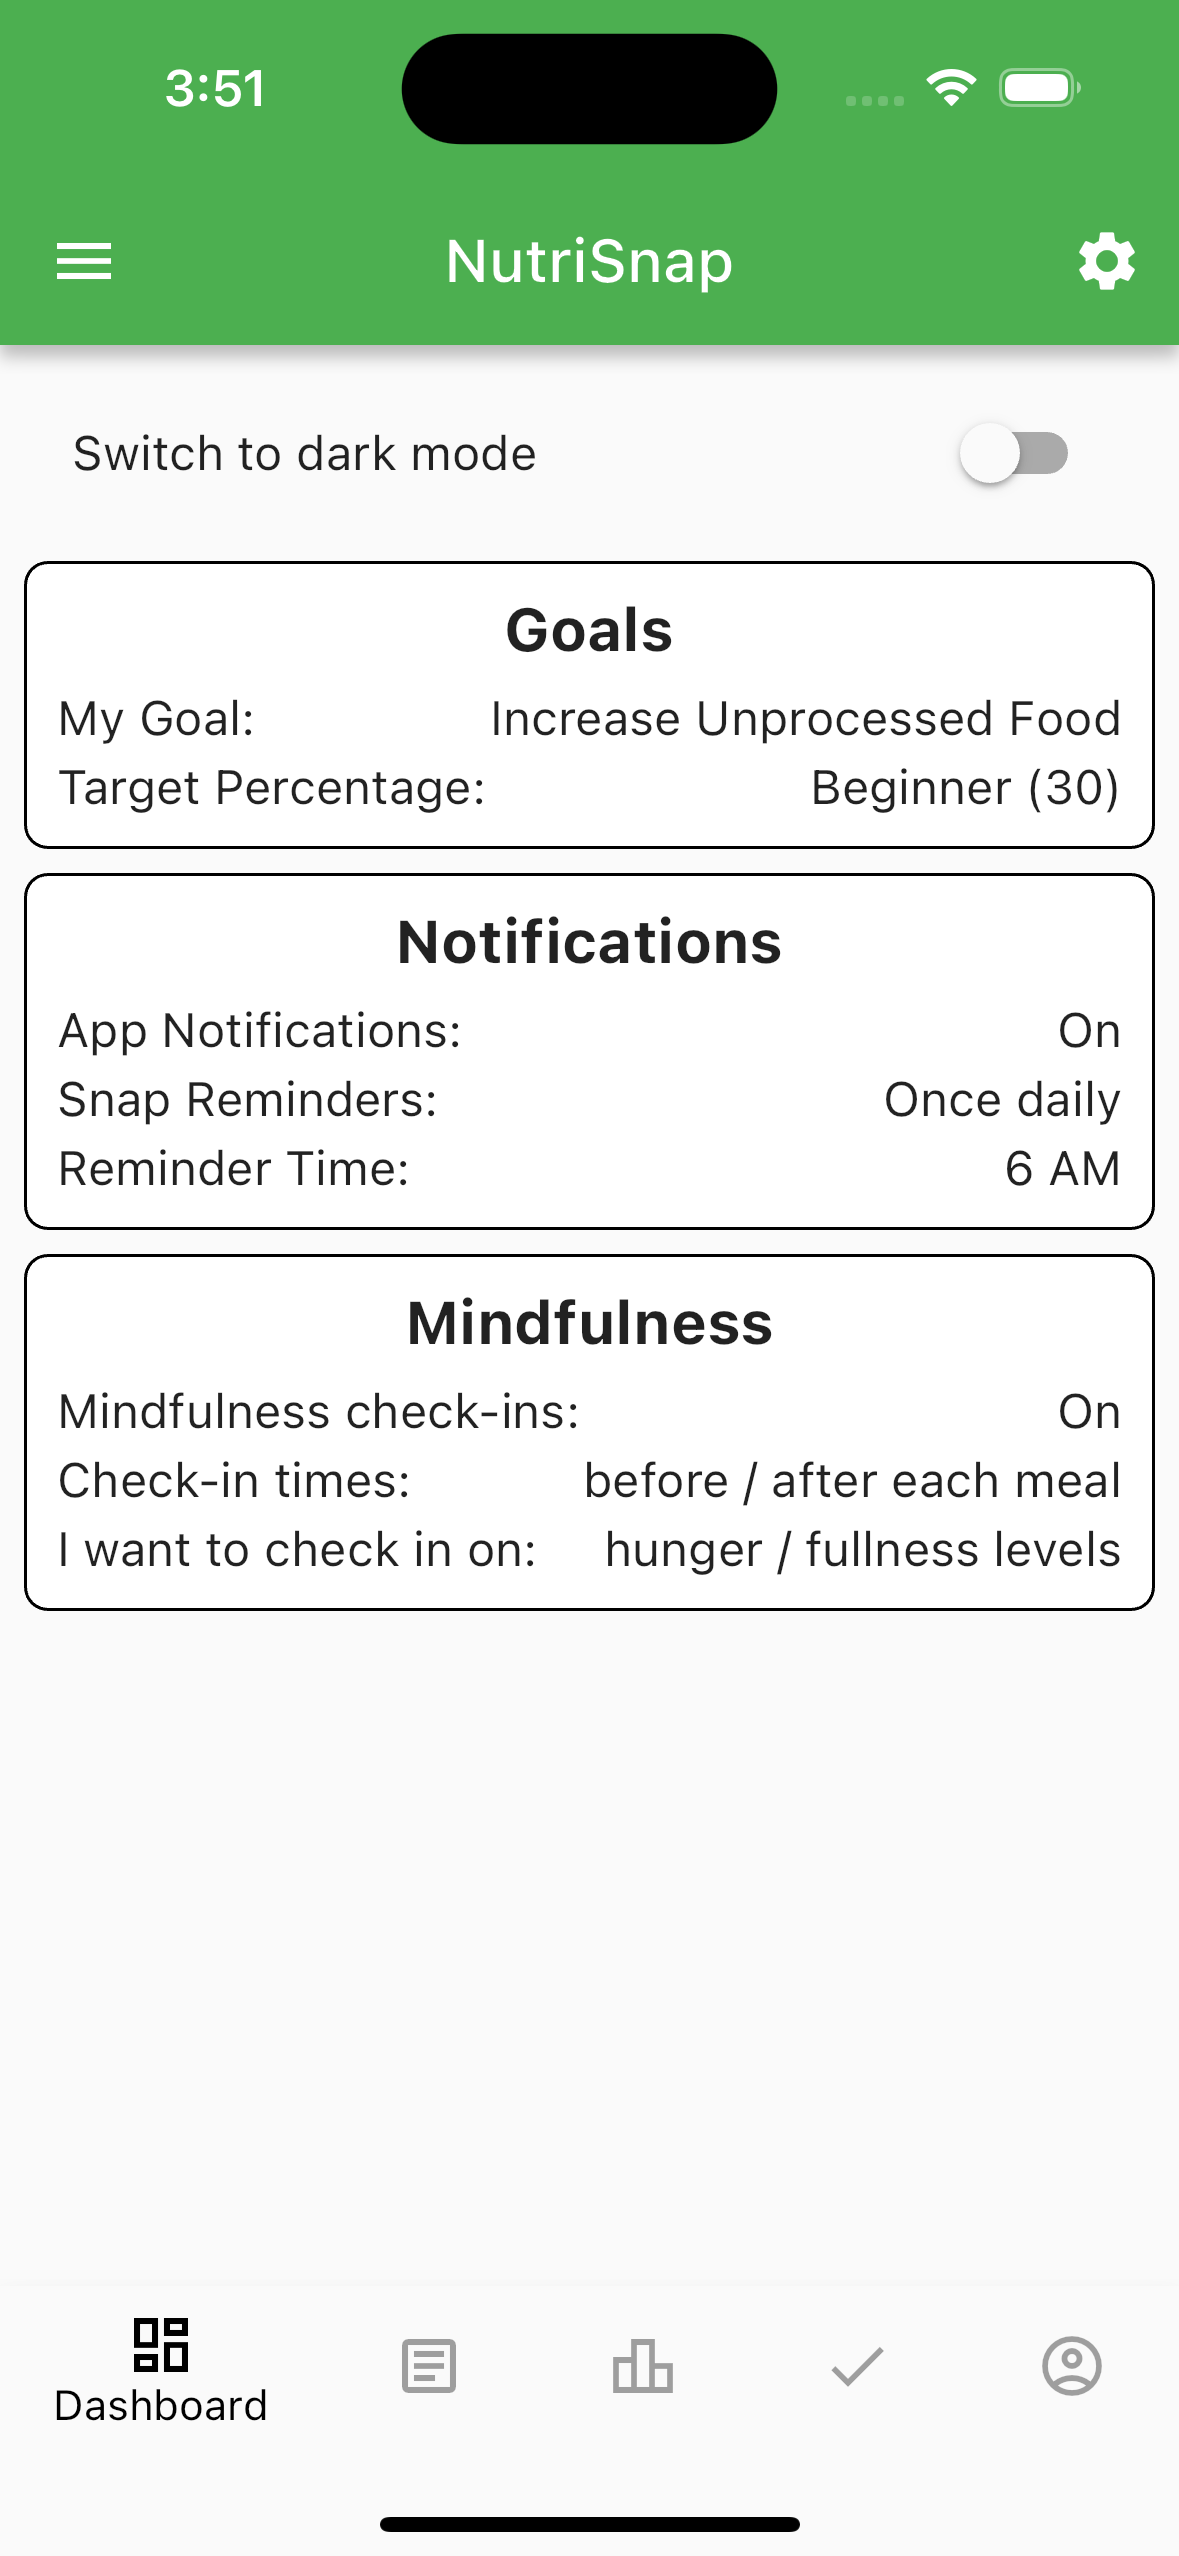 3:51
NutriSnap
Switch to dark mode
Goals
My Goal: Increase Unprocessed Food
Target Percentage: Beginner (30)
Notifications
App Notifications: On
Snap Reminders: Once daily
Reminder Time: 6 AM
Mindfulness
Mindfulness check-ins: On
Check-in times: before / after each meal
I want to check in on: hunger / fullness levels
Dashboard